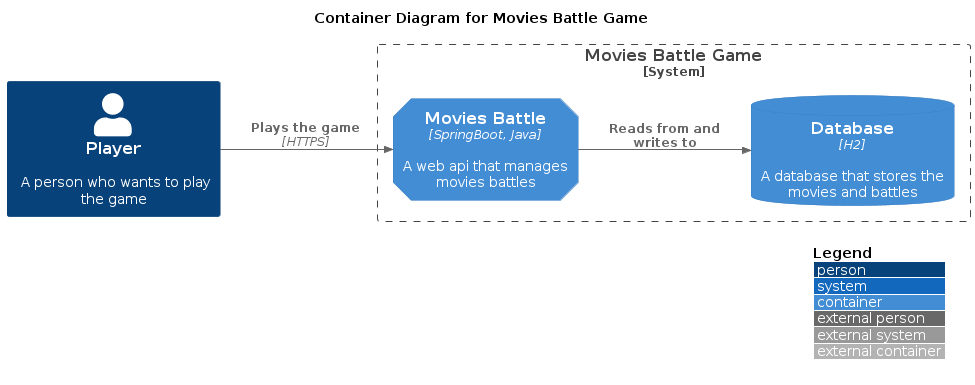 Container Diagram for Movies Battle Game
Movies Battle Game
[System]
Player
A person who wants to play
the game
Plays the game
[HTTPS]
Movies Battle
[SpringBoot, Java]
A web api that manages
movies battles
Reads from and
writes to
Database
[H2]
A database that stores the
movies and battles
Legend
person
system
container
external person
external system
external container